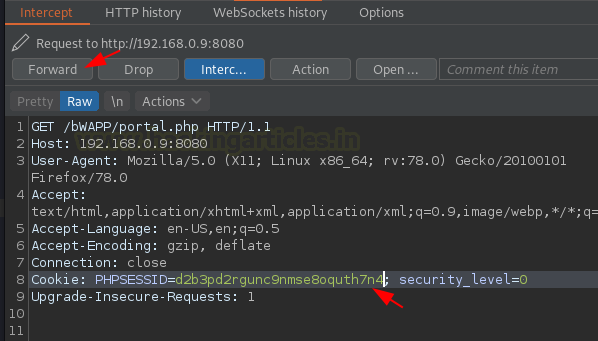 Intercept HTTP history WebSockets history Options
Request to http://192.168.0.9:8080
Forward Drop Interc... Action Open ... Comment this item
Pretty Raw \n Actions
1 GET /bWAPP/portal.php HTTP/1.1
2 Host: 192.168.0.9:8080
3 User-Agent: Mozilla/5.0 (X11; Linux x86_64; rv:78.0) Gecko/20100101
Firefox/78.0
4 Accept:
text/html,application/xhtml+xml,application/xml;q=0.9,image/webp,*/*;q=
5 Accept-Language: en-US,en;q=0.5
6 Accept-Encoding: gzip, deflate
7 Connection: close
8 Cookie: PHPSESSID=d2b3pd2rgunc9nmse8oquth7n4; security_level=0
9 Upgrade-Insecure-Requests: 1
10
11